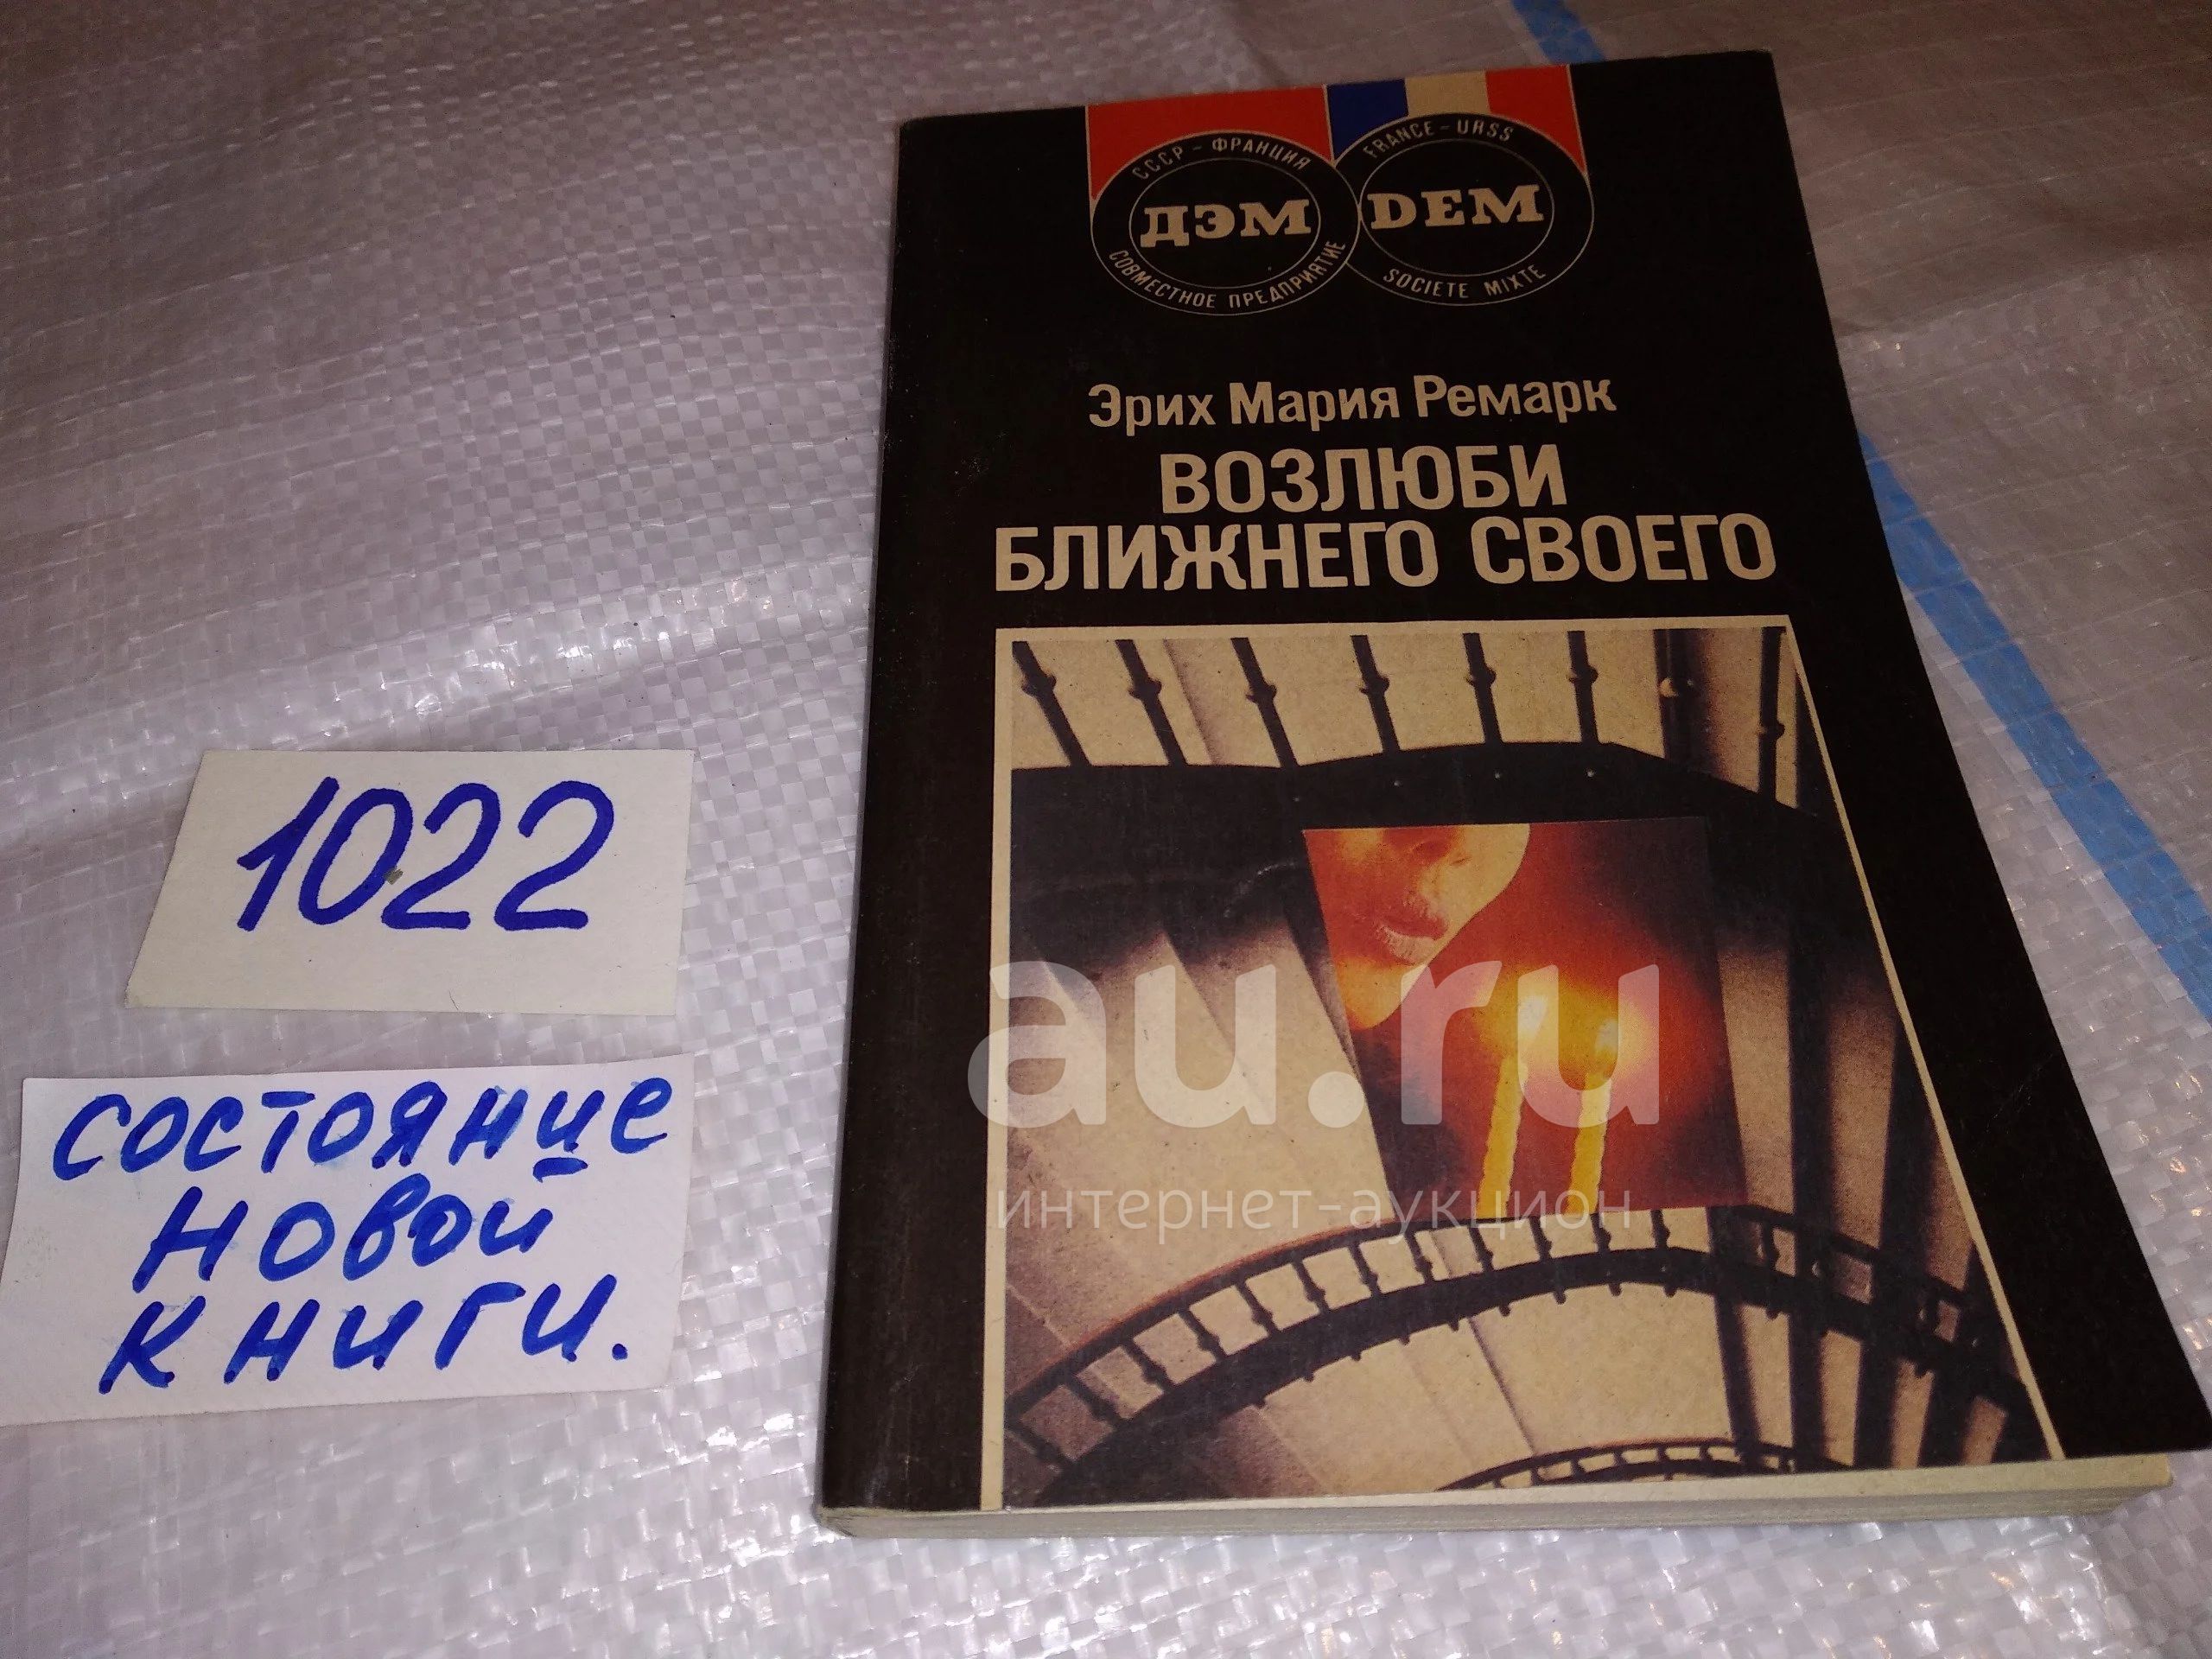 СССР - ФРАНЦИЯ
ДЭМ
СОВМЕСТНОЕ ПРЕДПРИЯТИЕ
FRANCE - URSS
DEM
SOCIETE MIXTE
Эрих Мария Ремарк
ВОЗЛЮБИ
БЛИЖНЕГО СВОЕГО
1022
состояние
новой
книги.
au.ru
интернет-аукцион